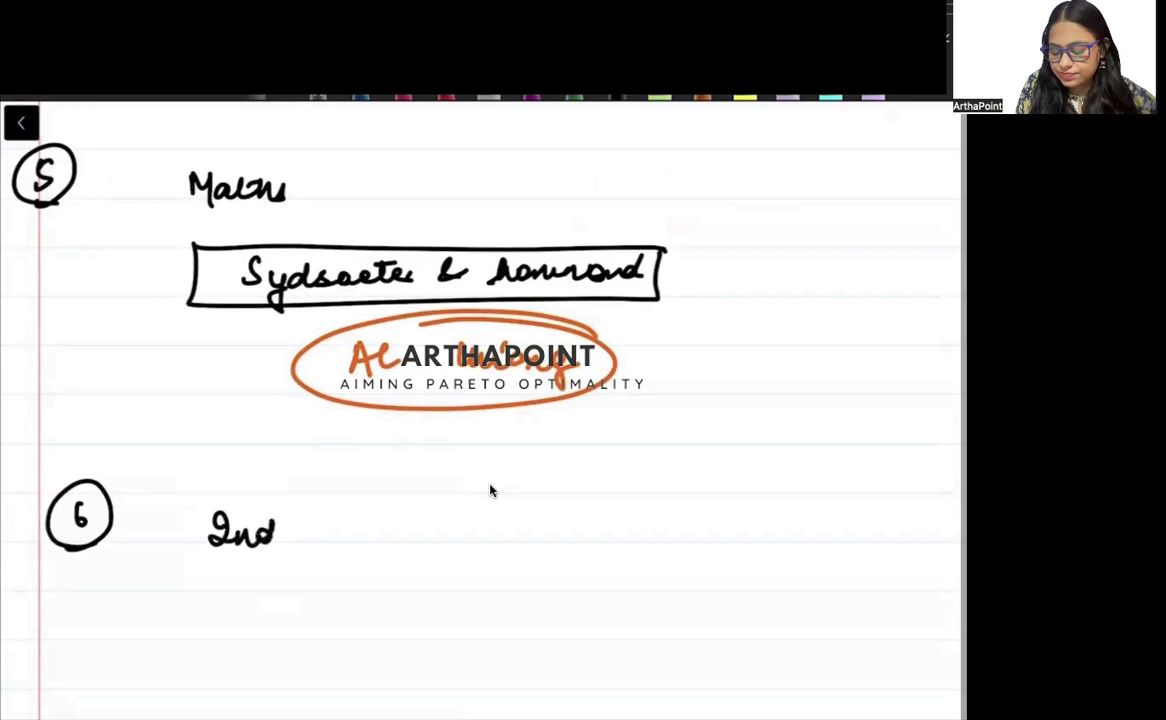 ArthaPoint
5
Maths
Sydsaeter & hammond
ARTHAPOINT
AIMING PARETO OPTIMALITY
6
Ind